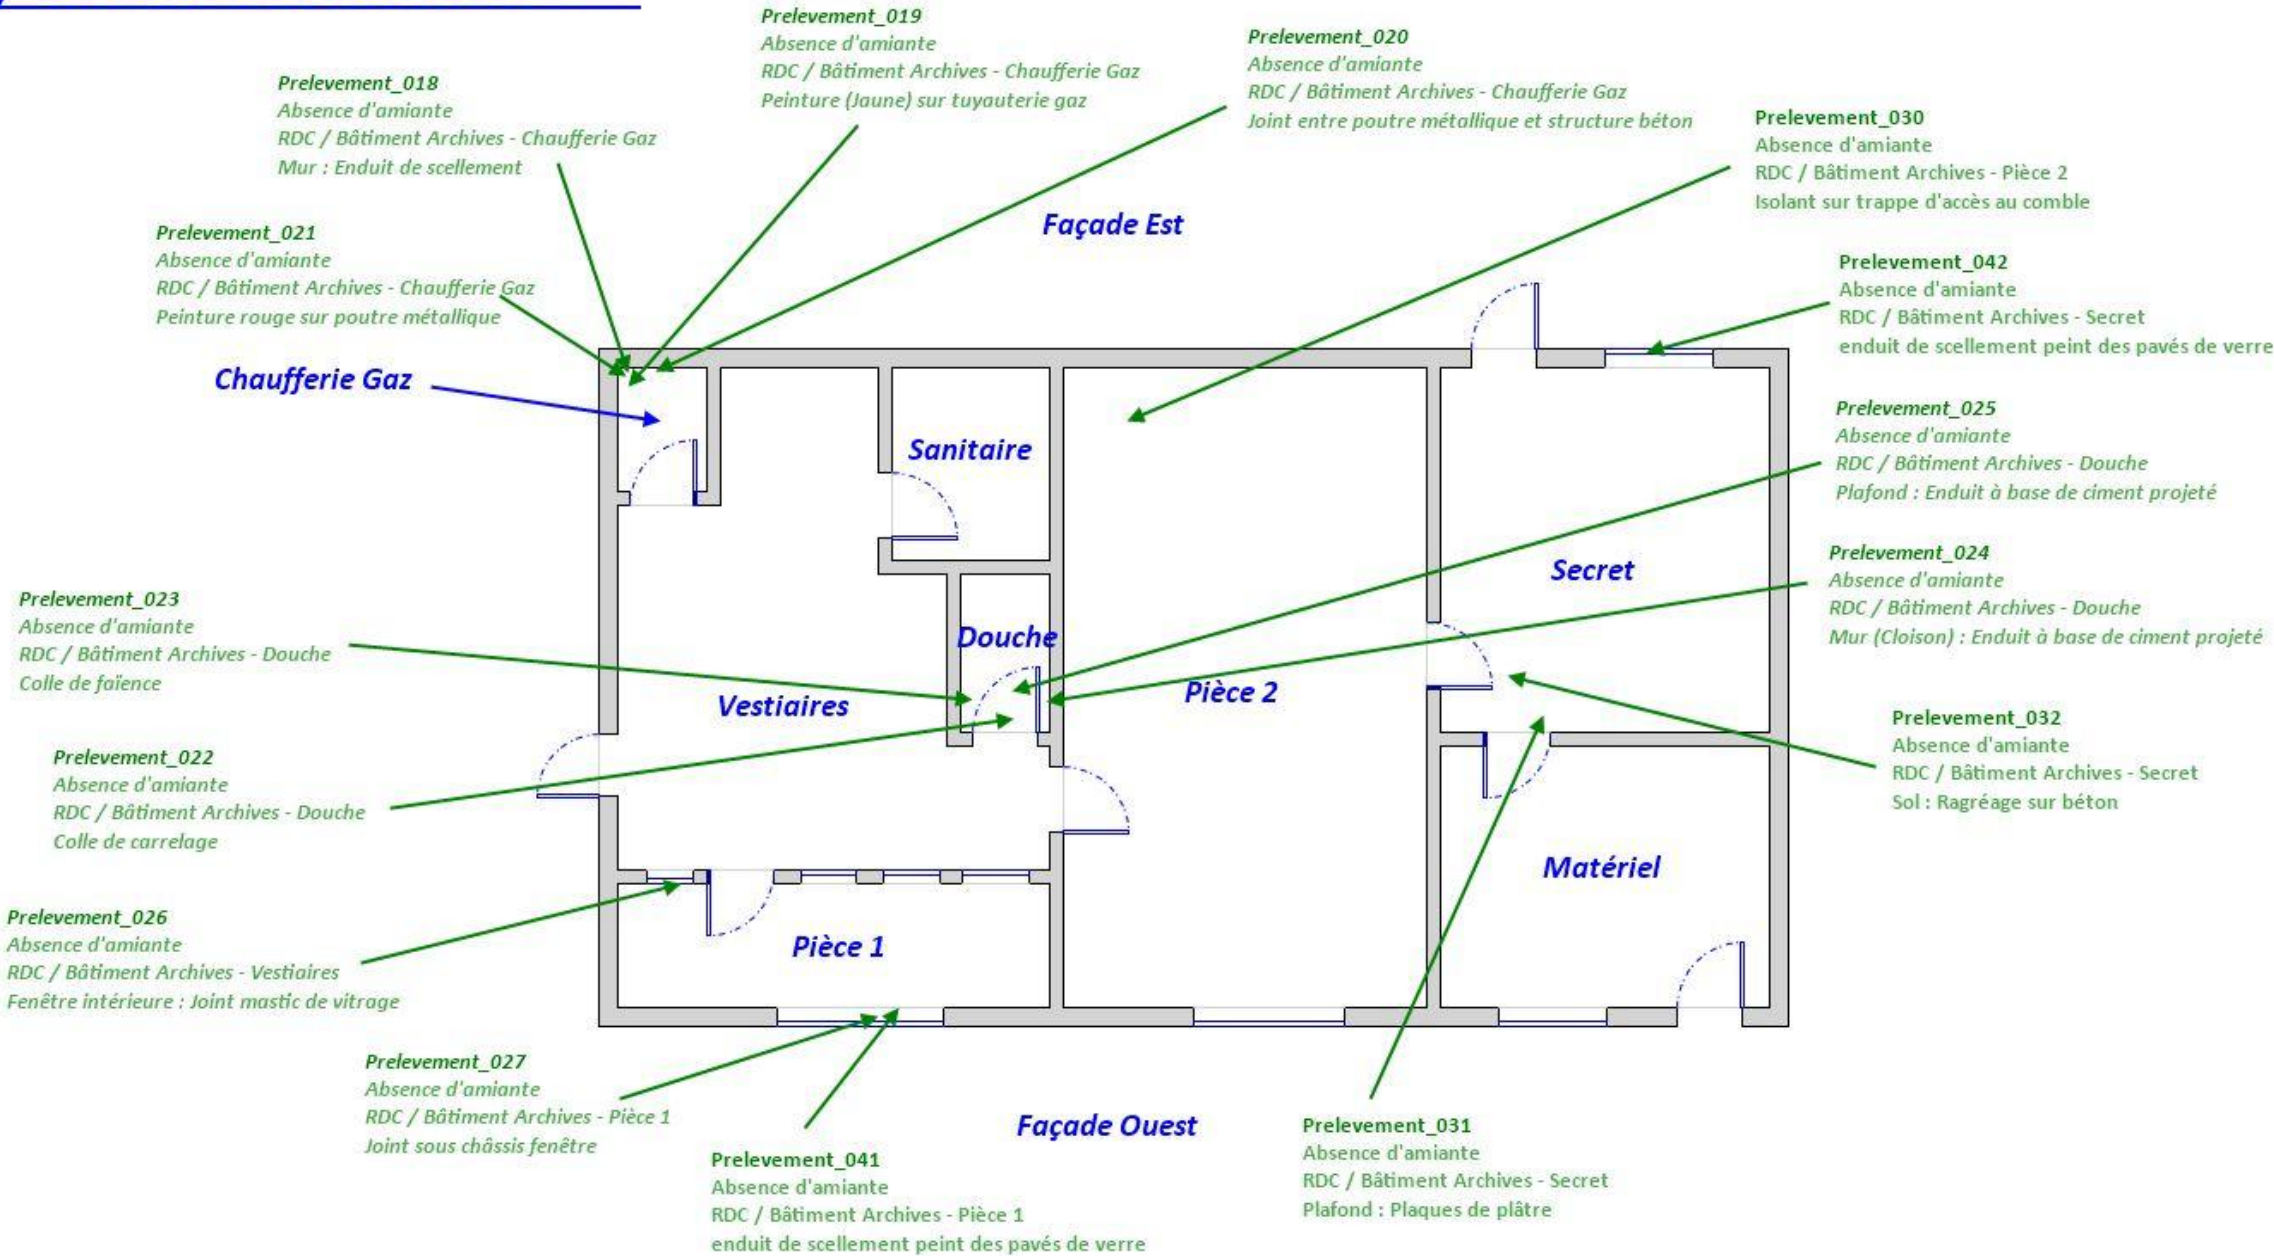 Prelevement_019
Absence d'amiante
RDC / Bâtiment Archives - Chaufferie Gaz
Peinture (Jaune) sur tuyauterie gaz
Prelevement_020
Absence d'amiante
RDC / Bâtiment Archives - Chaufferie Gaz
Joint entre poutre métallique et structure béton
Prelevement_018
Absence d'amiante
RDC / Bâtiment Archives - Chaufferie Gaz
Mur : Enduit de scellement
Prelevement_030
Absence d'amiante
RDC / Bâtiment Archives - Pièce 2
Isolant sur trappe d'accès au comble
Prelevement_021
Absence d'amiante
RDC / Bâtiment Archives - Chaufferie Gaz
Peinture rouge sur poutre métallique
Façade Est
Prelevement_042
Absence d'amiante
RDC / Bâtiment Archives - Secret
enduit de scellement peint des pavés de verre
Chaufferie Gaz
Prelevement_025
Absence d'amiante
RDC / Bâtiment Archives - Douche
Plafond : Enduit à base de ciment projeté
Sanitaire
Secret
Prelevement_024
Absence d'amiante
RDC / Bâtiment Archives - Douche
Mur (Cloison) : Enduit à base de ciment projeté
Prelevement_023
Absence d'amiante
RDC / Bâtiment Archives - Douche
Colle de faïence
Douche
Vestiaires
Pièce 2
Prelevement_032
Absence d'amiante
RDC / Bâtiment Archives - Secret
Sol : Ragréage sur béton
Prelevement_022
Absence d'amiante
RDC / Bâtiment Archives - Douche
Colle de carrelage
Matériel
Prelevement_026
Absence d'amiante
RDC / Bâtiment Archives - Vestiaires
Fenêtre intérieure : Joint mastic de vitrage
Pièce 1
Prelevement_027
Absence d'amiante
RDC / Bâtiment Archives - Pièce 1
Joint sous châssis fenêtre
Façade Ouest
Prelevement_041
Absence d'amiante
RDC / Bâtiment Archives - Pièce 1
enduit de scellement peint des pavés de verre
Prelevement_031
Absence d'amiante
RDC / Bâtiment Archives - Secret
Plafond : Plaques de plâtre